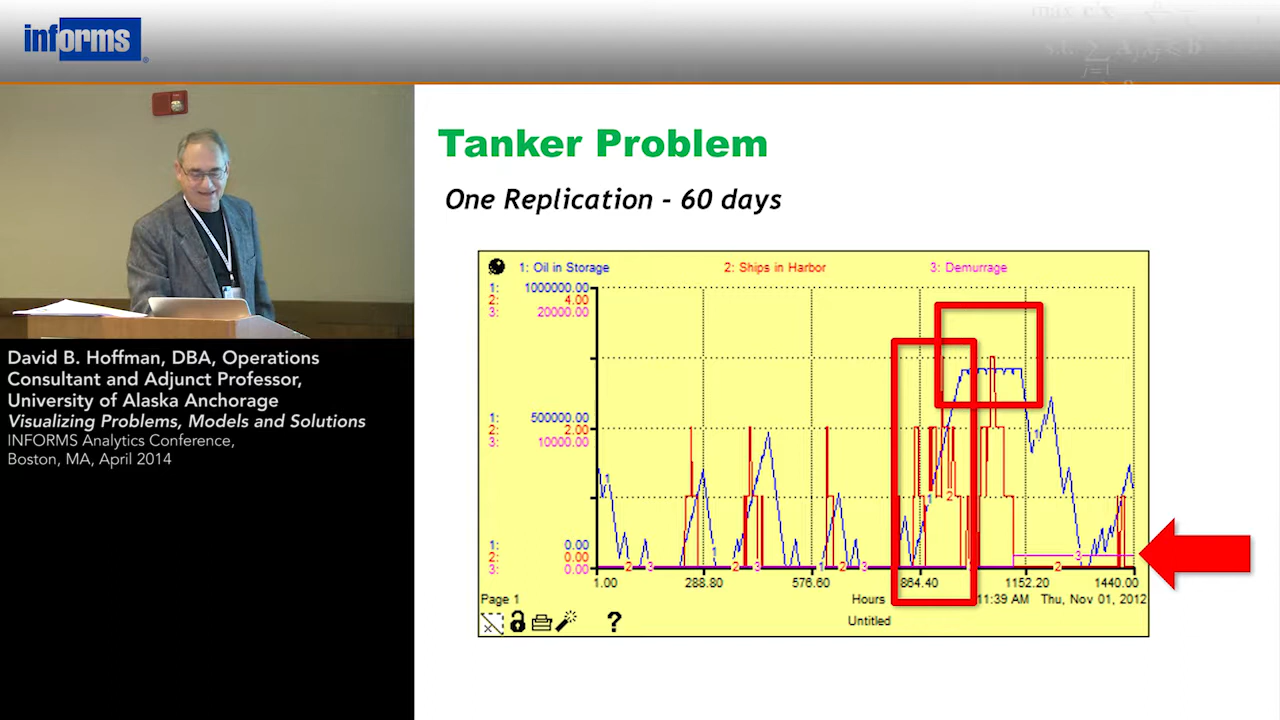 informs
Tanker Problem
One Replication - 60 days
David B. Hoffman, DBA, Operations
Consultant and Adjunct Professor,
University of Alaska Anchorage
Visualizing Problems, Models and Solutions
INFORMS Analytics Conference,
Boston, MA, April 2014
1: Oil in Storage 2: Ships in Harbor 3: Demurrage
1: 1000000.00
2: 4.00
3: 20000.00
1: 500000.00
2: 2.00
3: 10000.00
1: 0.00
2: 0.00
3: 0.00
1.00 288.80 576.60 864.40 1152.20 1440.00
Page 1 Hours 11:39 AM Thu, Nov 01, 2012
? Untitled